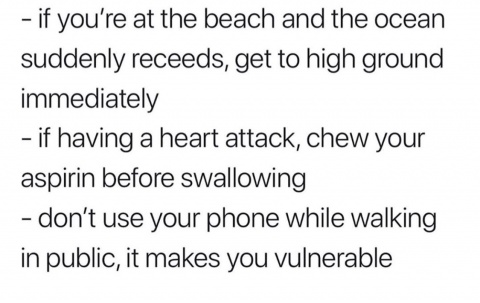 - if you’re at the beach and the ocean
suddenly receeds, get to high ground
immediately
- if having a heart attack, chew your
aspirin before swallowing
- don’t use your phone while walking
in public, it makes you vulnerable